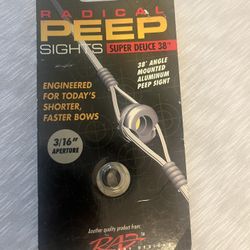 RADICAL
PEEP
SIGHTS
SUPER DEUCE 38"
38° ANGLE
MOUNTED
ALUMINUM
PEEP SIGHT
ENGINEERED
FOR TODAY'S
SHORTER,
FASTER BOWS
3/16"
APERTURE
Another quality product from: